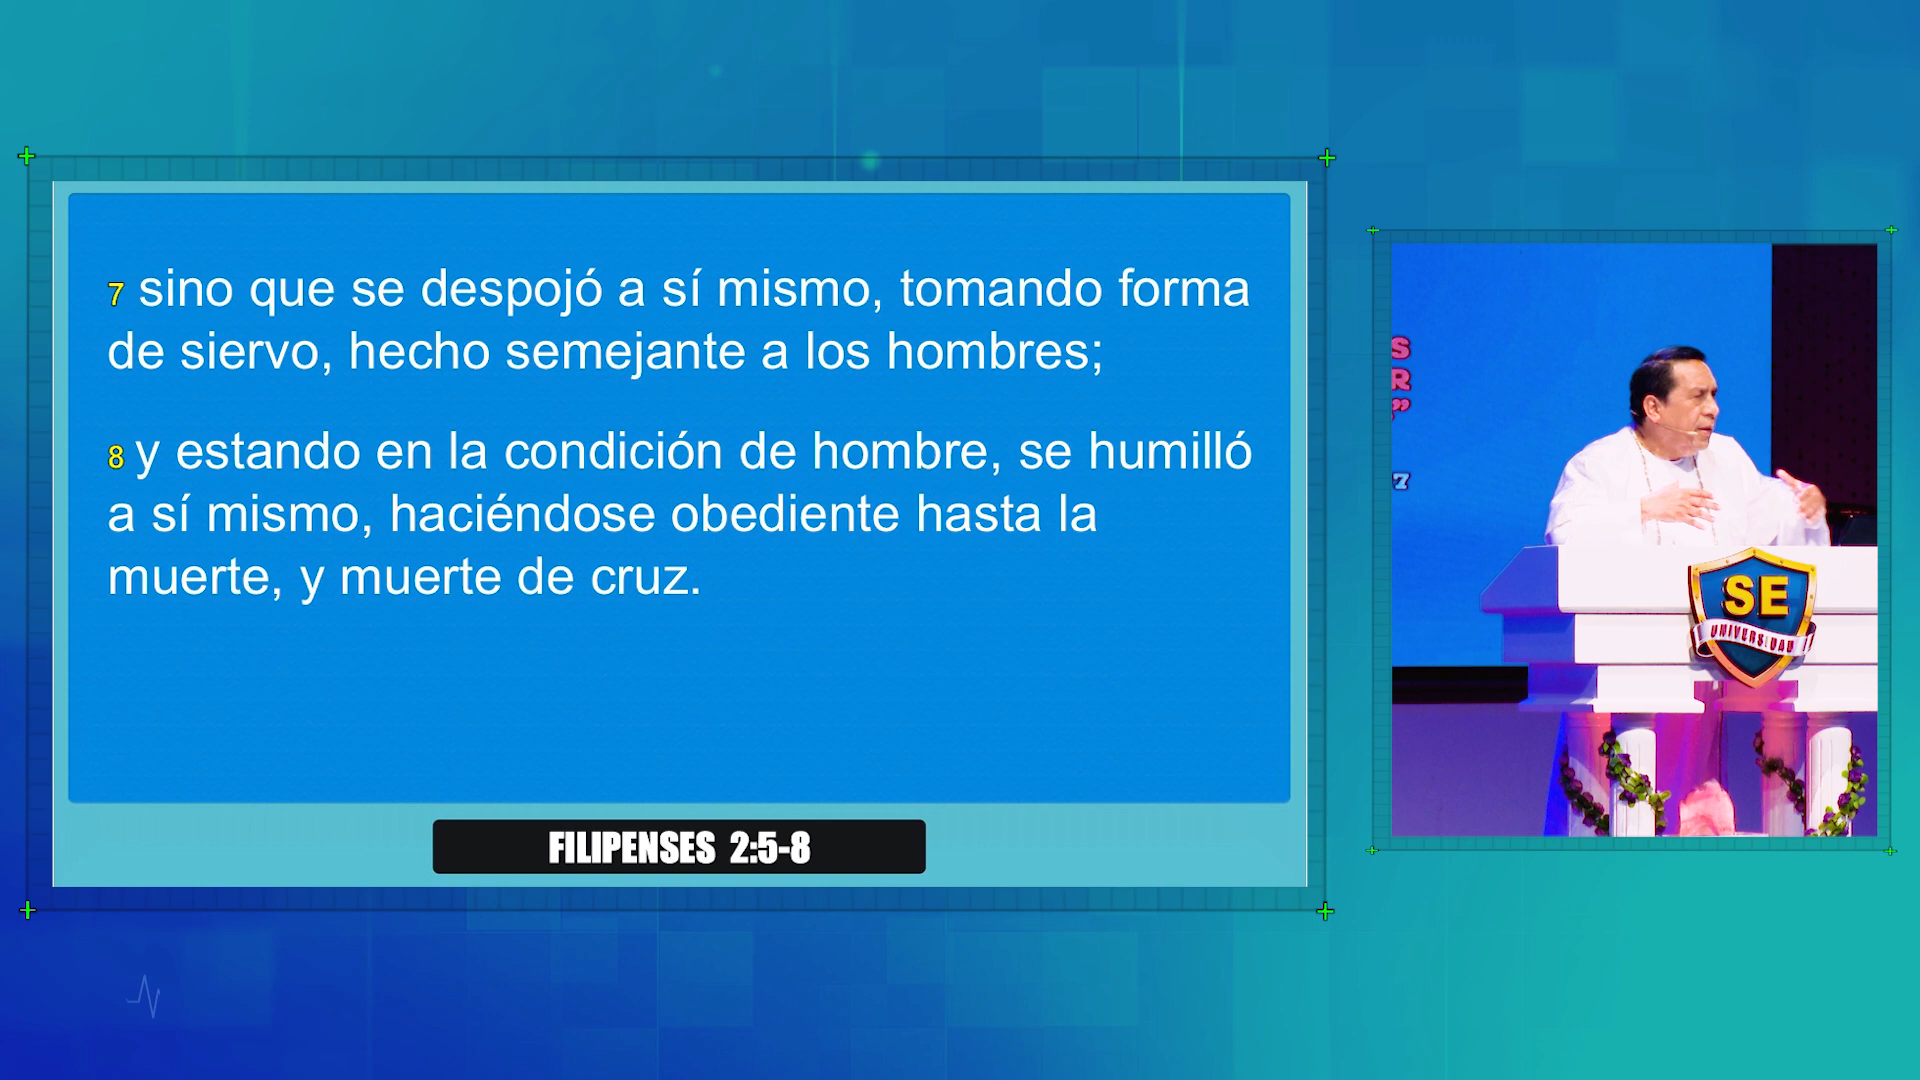 7 sino que se despojó a sí mismo, tomando forma
de siervo, hecho semejante a los hombres;
8 y estando en la condición de hombre, se humilló
a sí mismo, haciéndose obediente hasta la
muerte, y muerte de cruz.
FILIPENSES 2:5-8
S
R
”
7
SE
UNIVERSIDAD